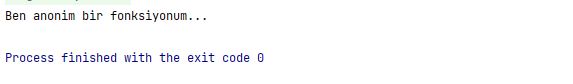 Ben anonim bir fonksiyonum...
Process finished with the exit code 0